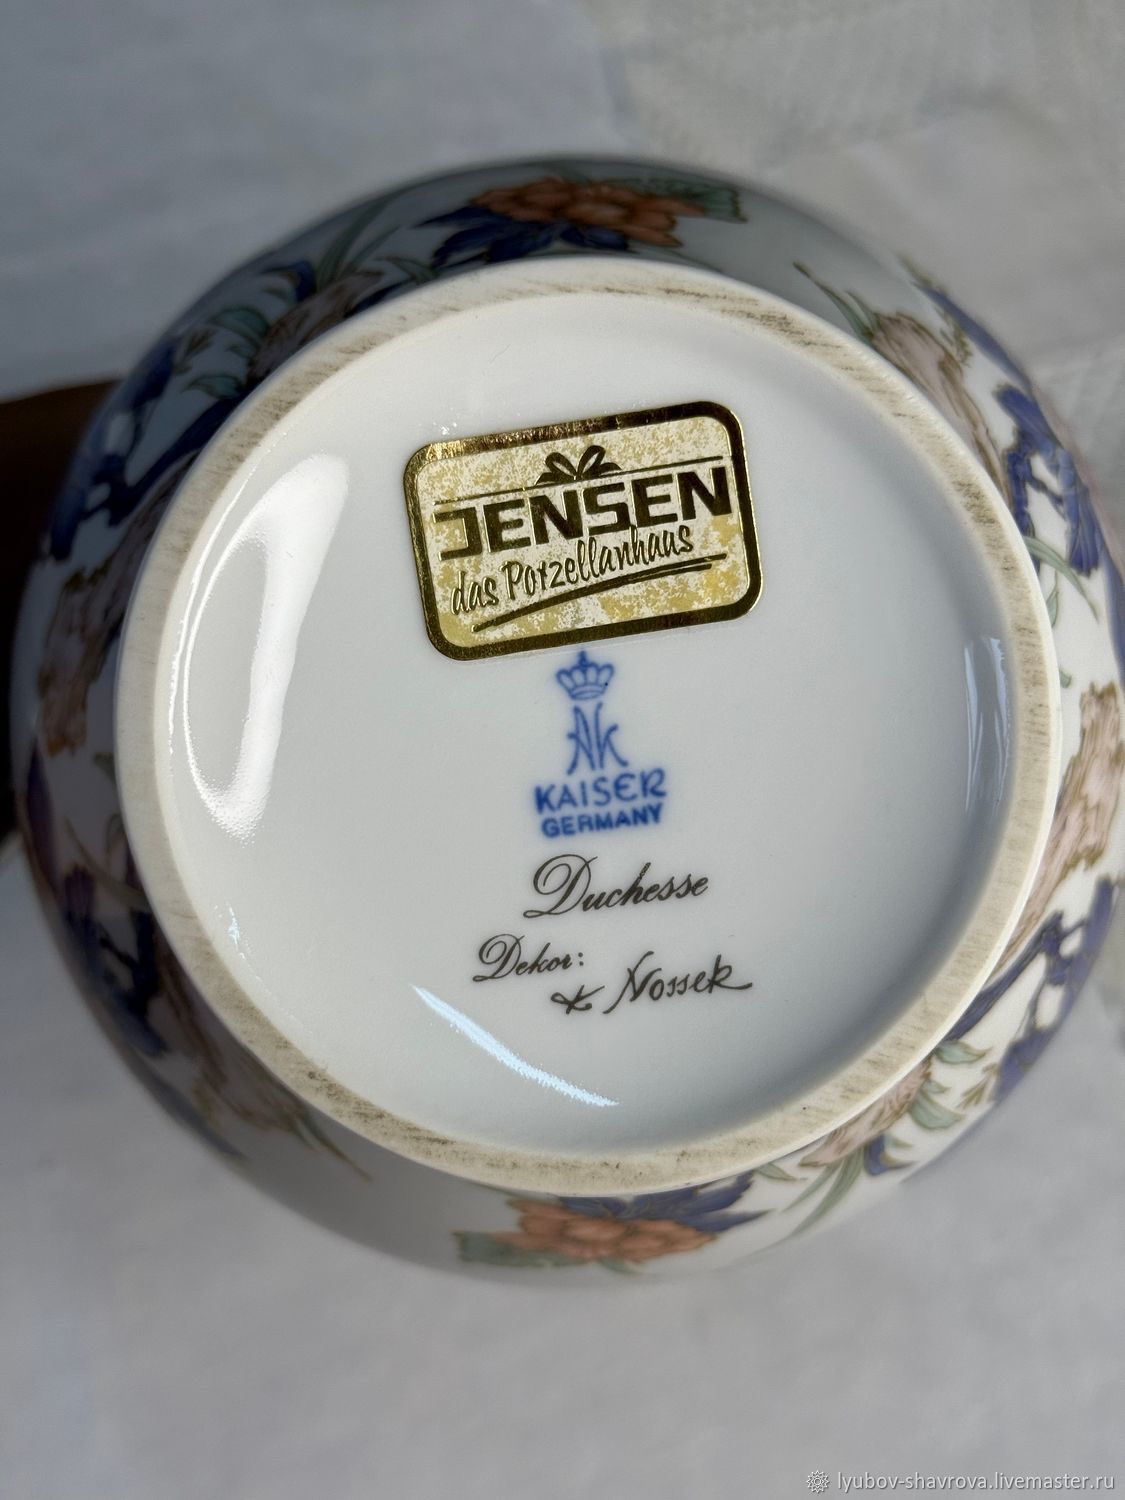 JENSEN
das Porzellanhaus
AK
KAISER
GERMANY
Duchesse
Dekor:
K Nossek
lyubov-shavrova.livemaster.ru